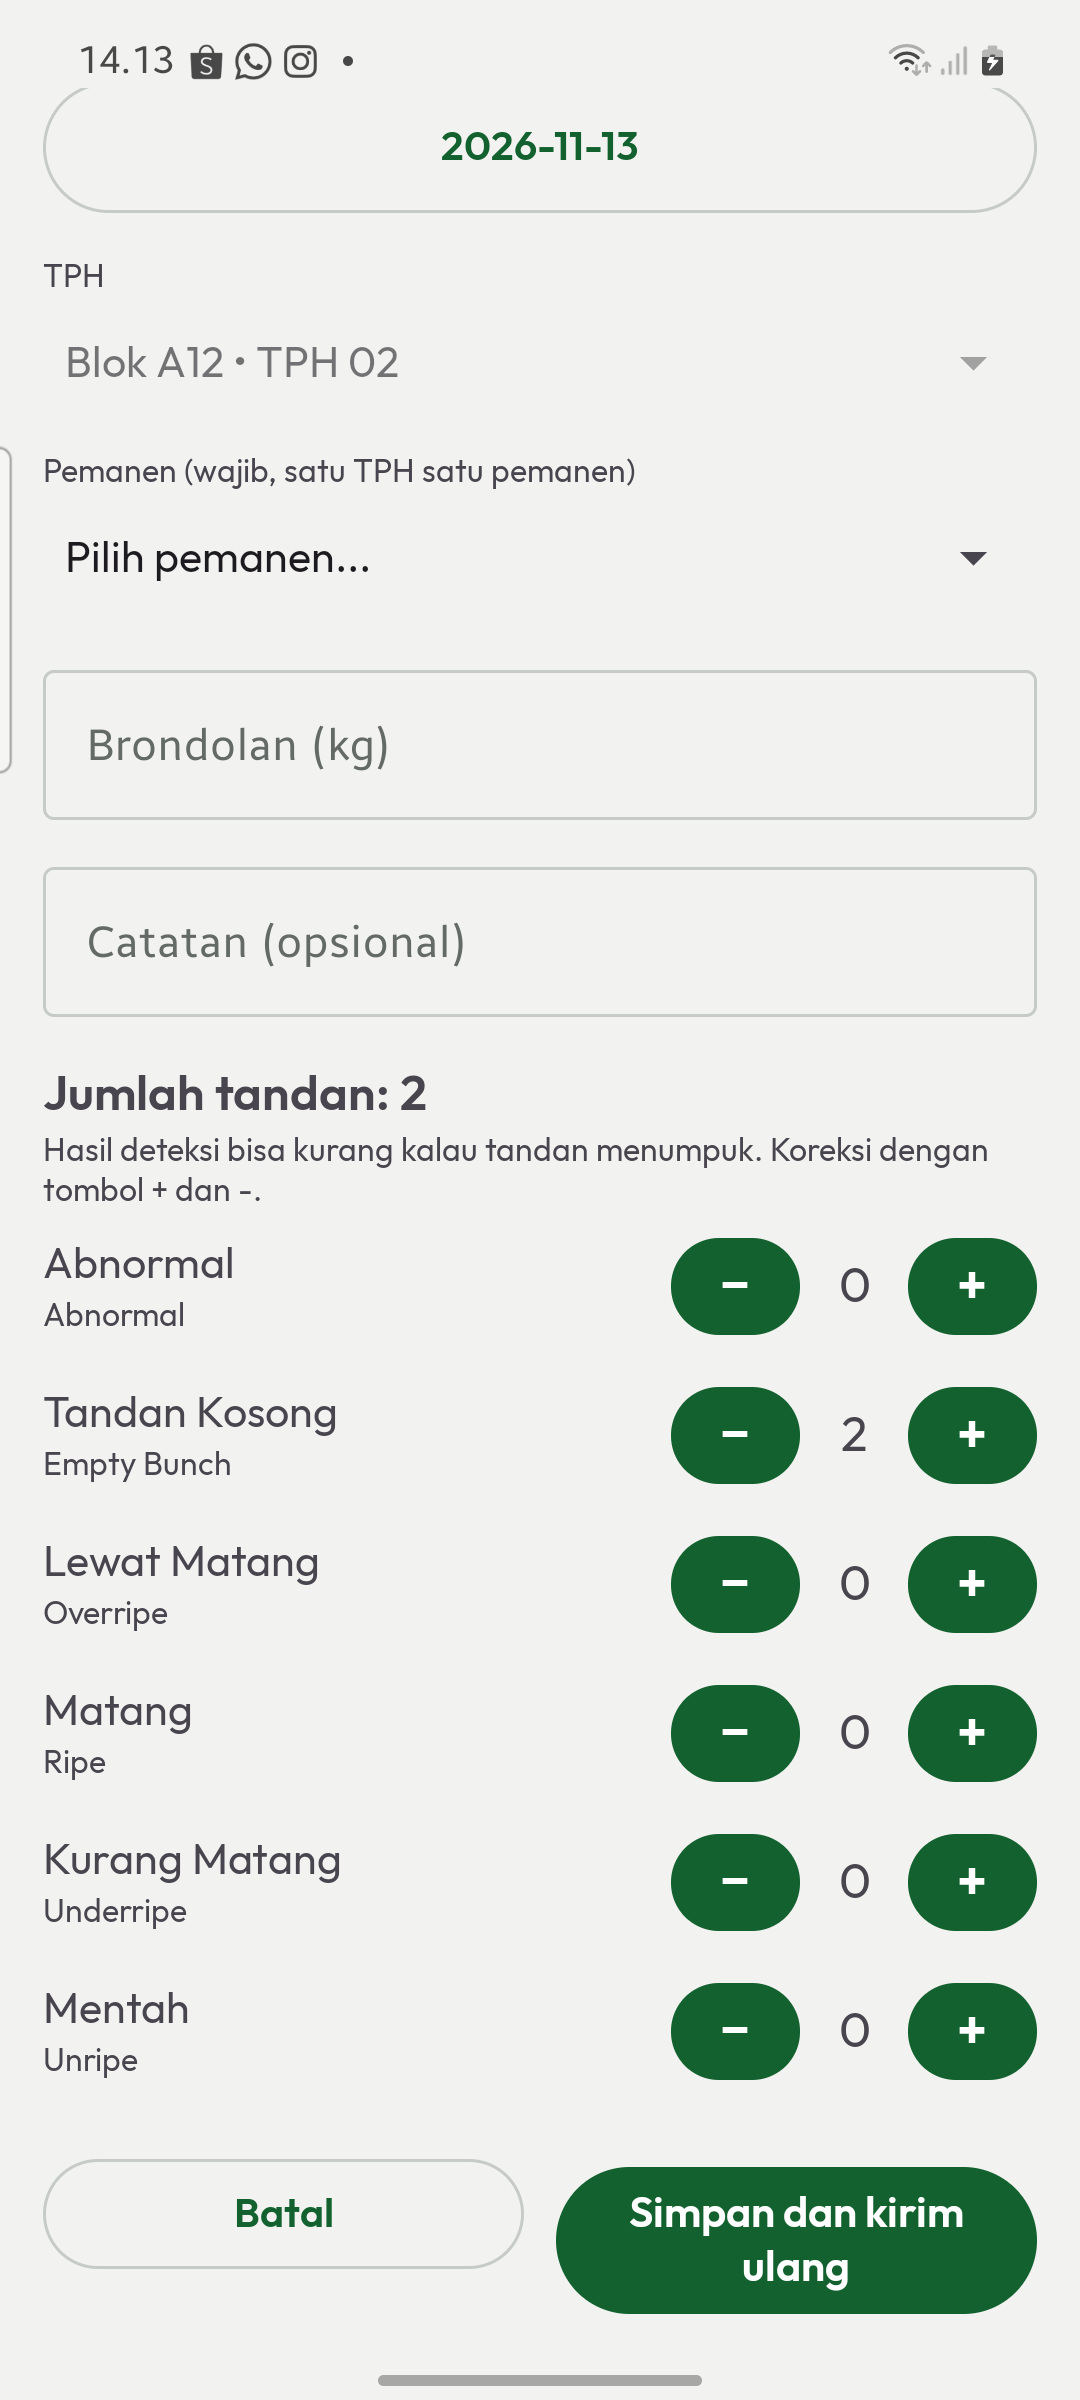 14.13
2026-11-13
TPH
Blok A12 • TPH 02
Pemanen (wajib, satu TPH satu pemanen)
Pilih pemanen...
Brondolan (kg)
Catatan (opsional)
Jumlah tandan: 2
Hasil deteksi bisa kurang kalau tandan menumpuk. Koreksi dengan
tombol + dan -.
Abnormal
Abnormal
− 0 +
Tandan Kosong
Empty Bunch
− 2 +
Lewat Matang
Overripe
− 0 +
Matang
Ripe
− 0 +
Kurang Matang
Underripe
− 0 +
Mentah
Unripe
− 0 +
Batal
Simpan dan kirim
ulang